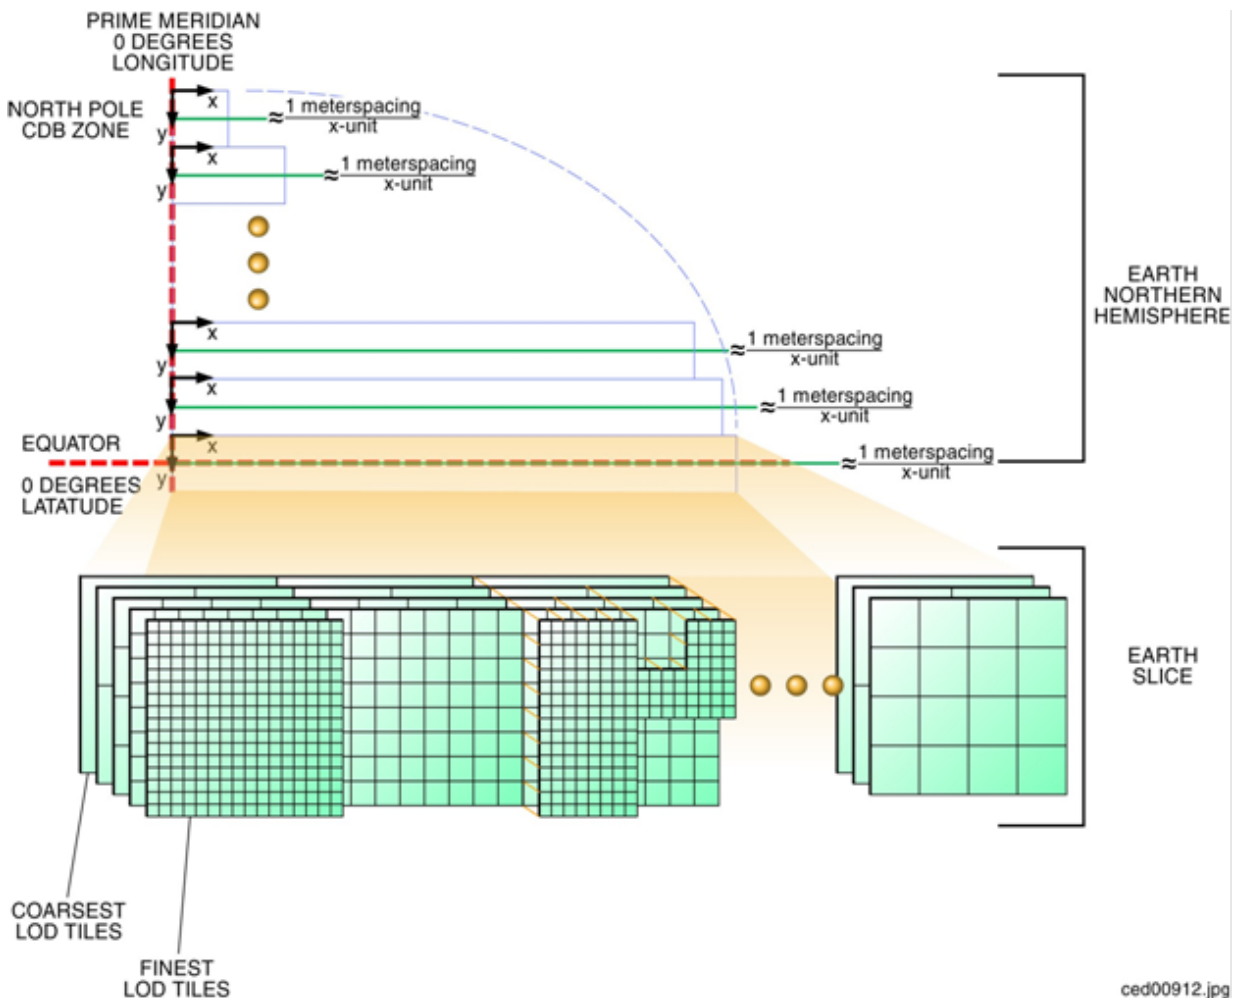 PRIME MERIDIAN
0 DEGREES
LONGITUDE
NORTH POLE
CDB ZONE
x
y
≈ 1 meterspacing
x-unit
x
y
≈ 1 meterspacing
x-unit
EARTH
NORTHERN
HEMISPHERE
x
y
≈ 1 meterspacing
x-unit
x
y
≈ 1 meterspacing
x-unit
EQUATOR
x
y
≈ 1 meterspacing
x-unit
0 DEGREES
LATATUDE
EARTH
SLICE
COARSEST
LOD TILES
FINEST
LOD TILES
ced00912.jpg